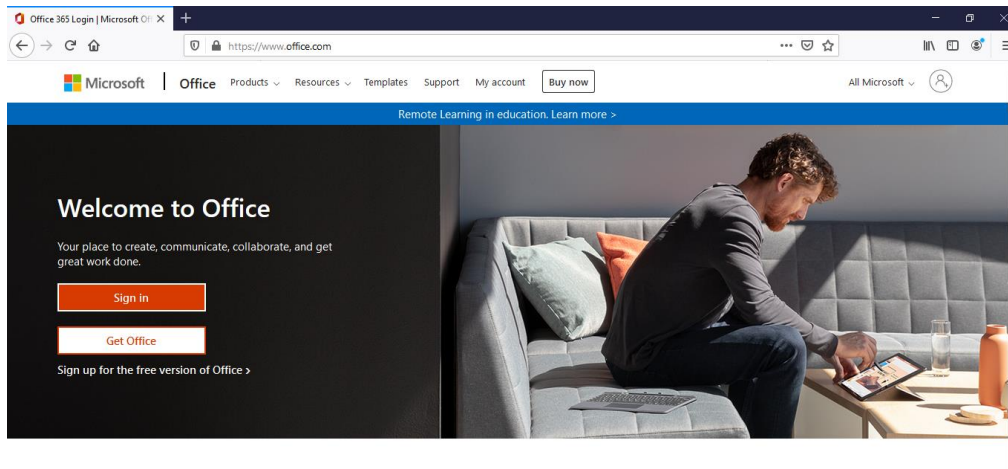 Office 365 Login | Microsoft Of
https://www.office.com
Microsoft Office Products Resources Templates Support My account Buy now All Microsoft
Remote Learning in education. Learn more >
Welcome to Office
Your place to create, communicate, collaborate, and get
great work done.
Sign in
Get Office
Sign up for the free version of Office >